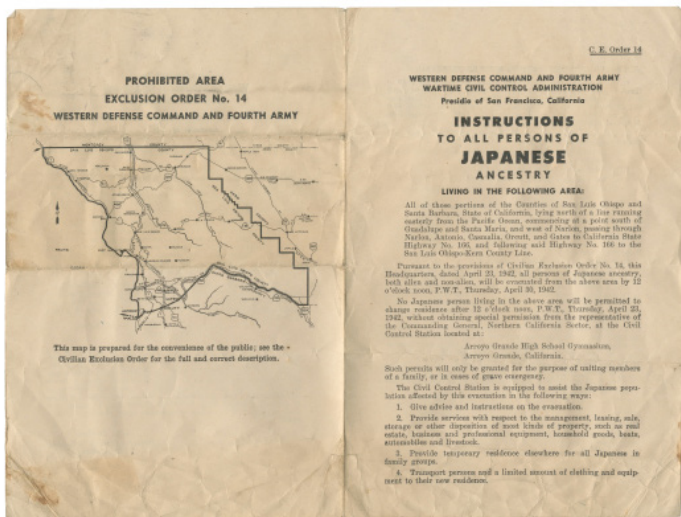 PROHIBITED AREA
EXCLUSION ORDER No. 14
WESTERN DEFENSE COMMAND AND FOURTH ARMY
This map is prepared for the convenience of the public; see the
Civilian Exclusion Order for the full and correct description.
C. E. Order 14
WESTERN DEFENSE COMMAND AND FOURTH ARMY
WARTIME CIVIL CONTROL ADMINISTRATION
Presidio of San Francisco, California
INSTRUCTIONS
TO ALL PERSONS OF
JAPANESE
ANCESTRY
LIVING IN THE FOLLOWING AREA:
All of those portions of the Counties of San Luis Obispo and
Santa Barbara, State of California, lying north of a line running
easterly from the Pacific Ocean, commencing at a point south of
Guadalupe and Santa Maria, and west of Narlon, passing through
Narlon, Antonio, Casmalia, Orcutt, and Gates to California State
Highway No. 166, and following said Highway No. 166 to the
San Luis Obispo-Kern County Line.
Pursuant to the provisions of Civilian Exclusion Order No. 14, this
Headquarters, dated April 23, 1942, all persons of Japanese ancestry,
both alien and non-alien, will be evacuated from the above area by 12
o'clock noon, P.W.T., Thursday, April 30, 1942.
No Japanese person living in the above area will be permitted to
change residence after 12 o'clock noon, P.W.T., Thursday, April 23,
1942, without obtaining special permission from the representative of
the Commanding General, Northern California Sector, at the Civil
Control Station located at:
Arroyo Grande High School Gymnasium,
Arroyo Grande, California.
Such permits will only be granted for the purpose of uniting members
of a family, or in cases of grave emergency.
The Civil Control Station is equipped to assist the Japanese popu-
lation affected by this evacuation in the following ways:
1. Give advice and instructions on the evacuation.
2. Provide services with respect to the management, leasing, sale,
storage or other disposition of most kinds of property, such as real
estate, business and professional equipment, household goods, boats,
automobiles and livestock.
3. Provide temporary residence elsewhere for all Japanese in
family groups.
4. Transport persons and a limited amount of clothing and equip-
ment to their new residence.